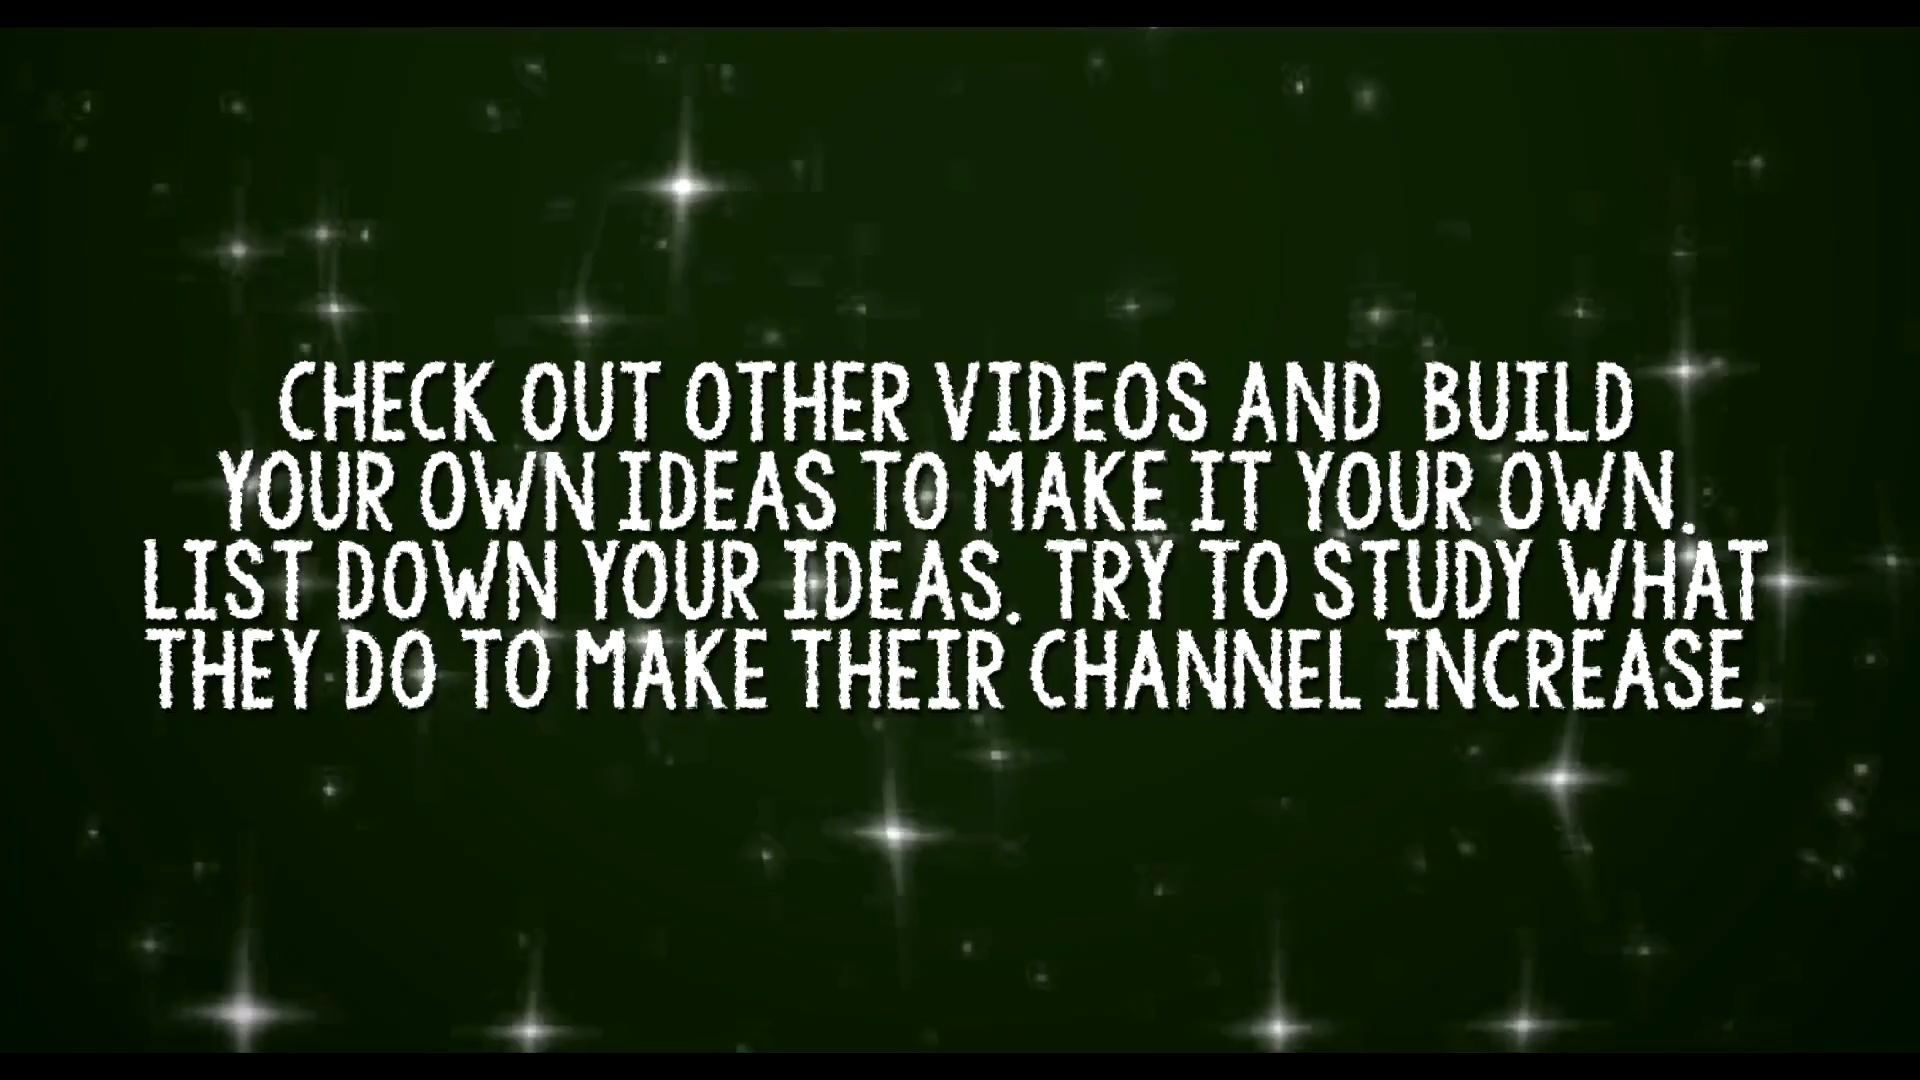 CHECK OUT OTHER VIDEOS AND BUILD
YOUR OWN IDEAS TO MAKE IT YOUR OWN.
LIST DOWN YOUR IDEAS. TRY TO STUDY WHAT
THEY DO TO MAKE THEIR CHANNEL INCREASE.